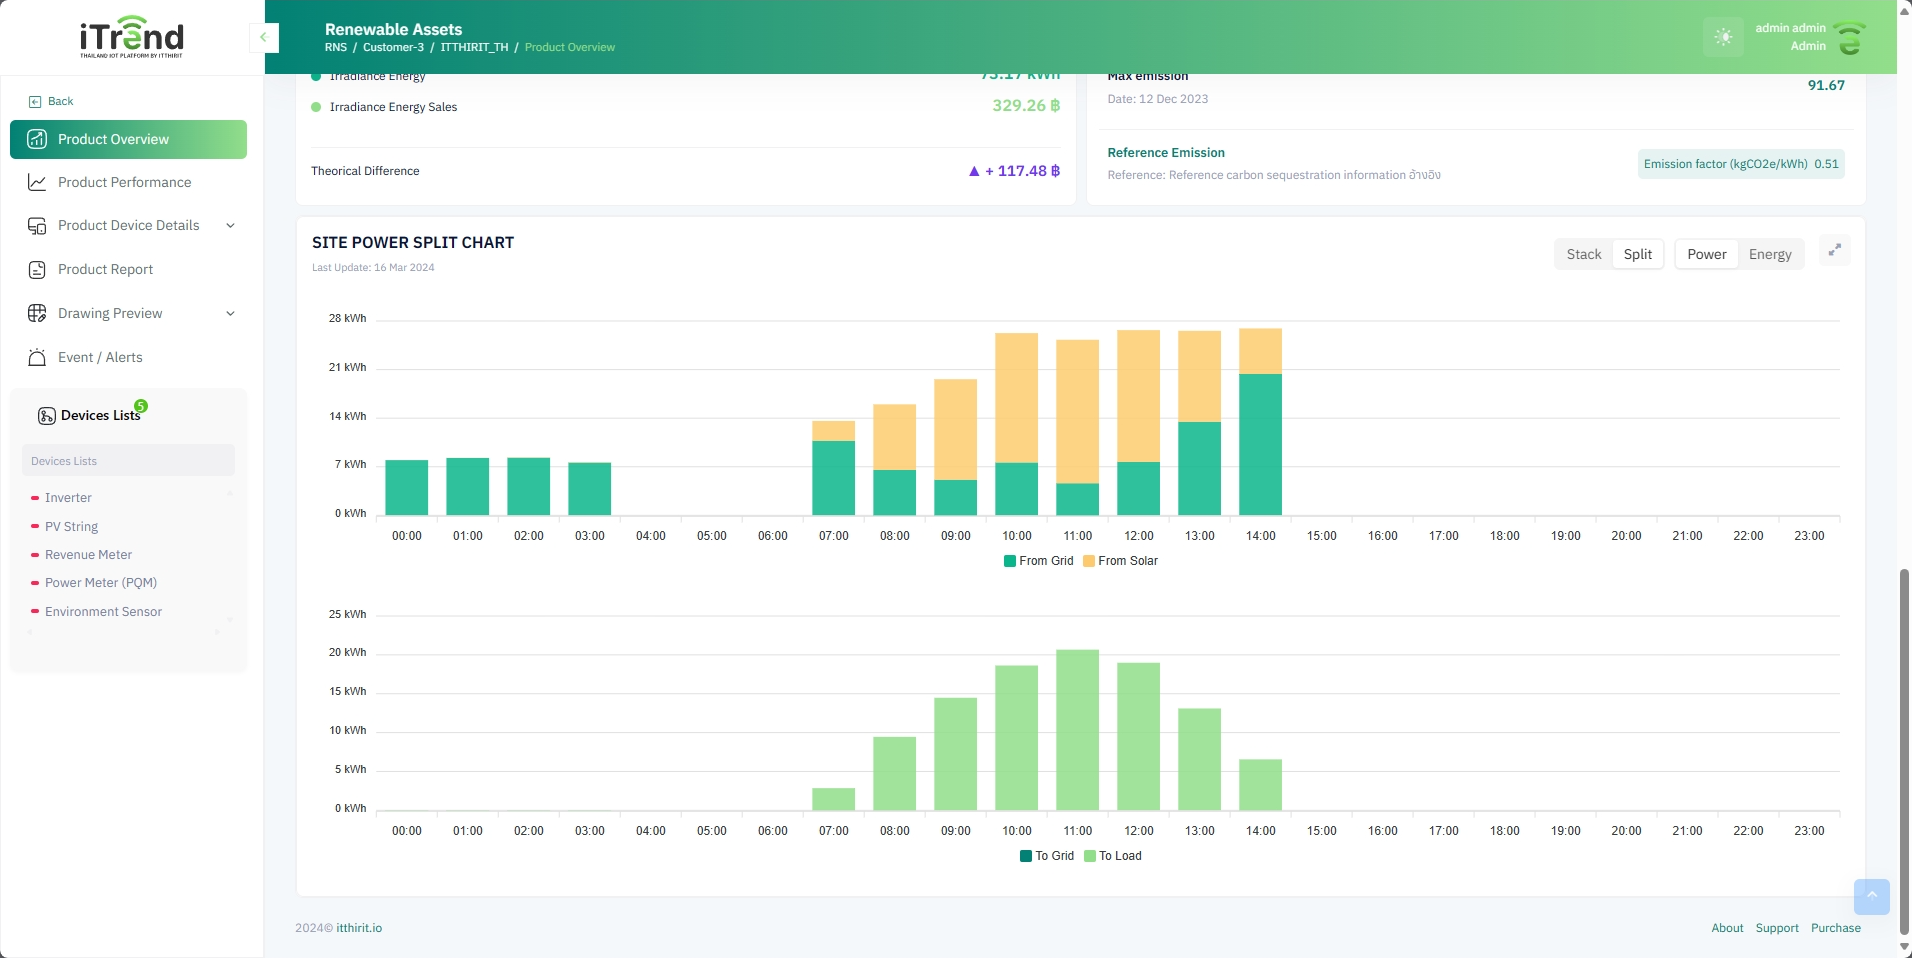 iTrend
THAILAND IOT PLATFORM BY ITTHIRIT
Renewable Assets
RNS / Customer-3 / ITTHIRIT_TH / Product Overview
admin admin
Admin
Back
Product Overview
Product Performance
Product Device Details
Product Report
Drawing Preview
Event / Alerts
Devices Lists 5
Devices Lists
Inverter
PV String
Revenue Meter
Power Meter (PQM)
Environment Sensor
Irradiance Energy 73.17 kWh
Irradiance Energy Sales 329.26 ฿
Theorical Difference ▲ + 117.48 ฿
Max emission
91.67
Date: 12 Dec 2023
Reference Emission
Reference: Reference carbon sequestration information อ้างอิง
Emission factor (kgCO2e/kWh) 0.51
SITE POWER SPLIT CHART
Last Update: 16 Mar 2024
Stack Split Power Energy
28 kWh
21 kWh
14 kWh
7 kWh
0 kWh
00:00 01:00 02:00 03:00 04:00 05:00 06:00 07:00 08:00 09:00 10:00 11:00 12:00 13:00 14:00 15:00 16:00 17:00 18:00 19:00 20:00 21:00 22:00 23:00
From Grid From Solar
25 kWh
20 kWh
15 kWh
10 kWh
5 kWh
0 kWh
00:00 01:00 02:00 03:00 04:00 05:00 06:00 07:00 08:00 09:00 10:00 11:00 12:00 13:00 14:00 15:00 16:00 17:00 18:00 19:00 20:00 21:00 22:00 23:00
To Grid To Load
2024© itthirit.io
About Support Purchase